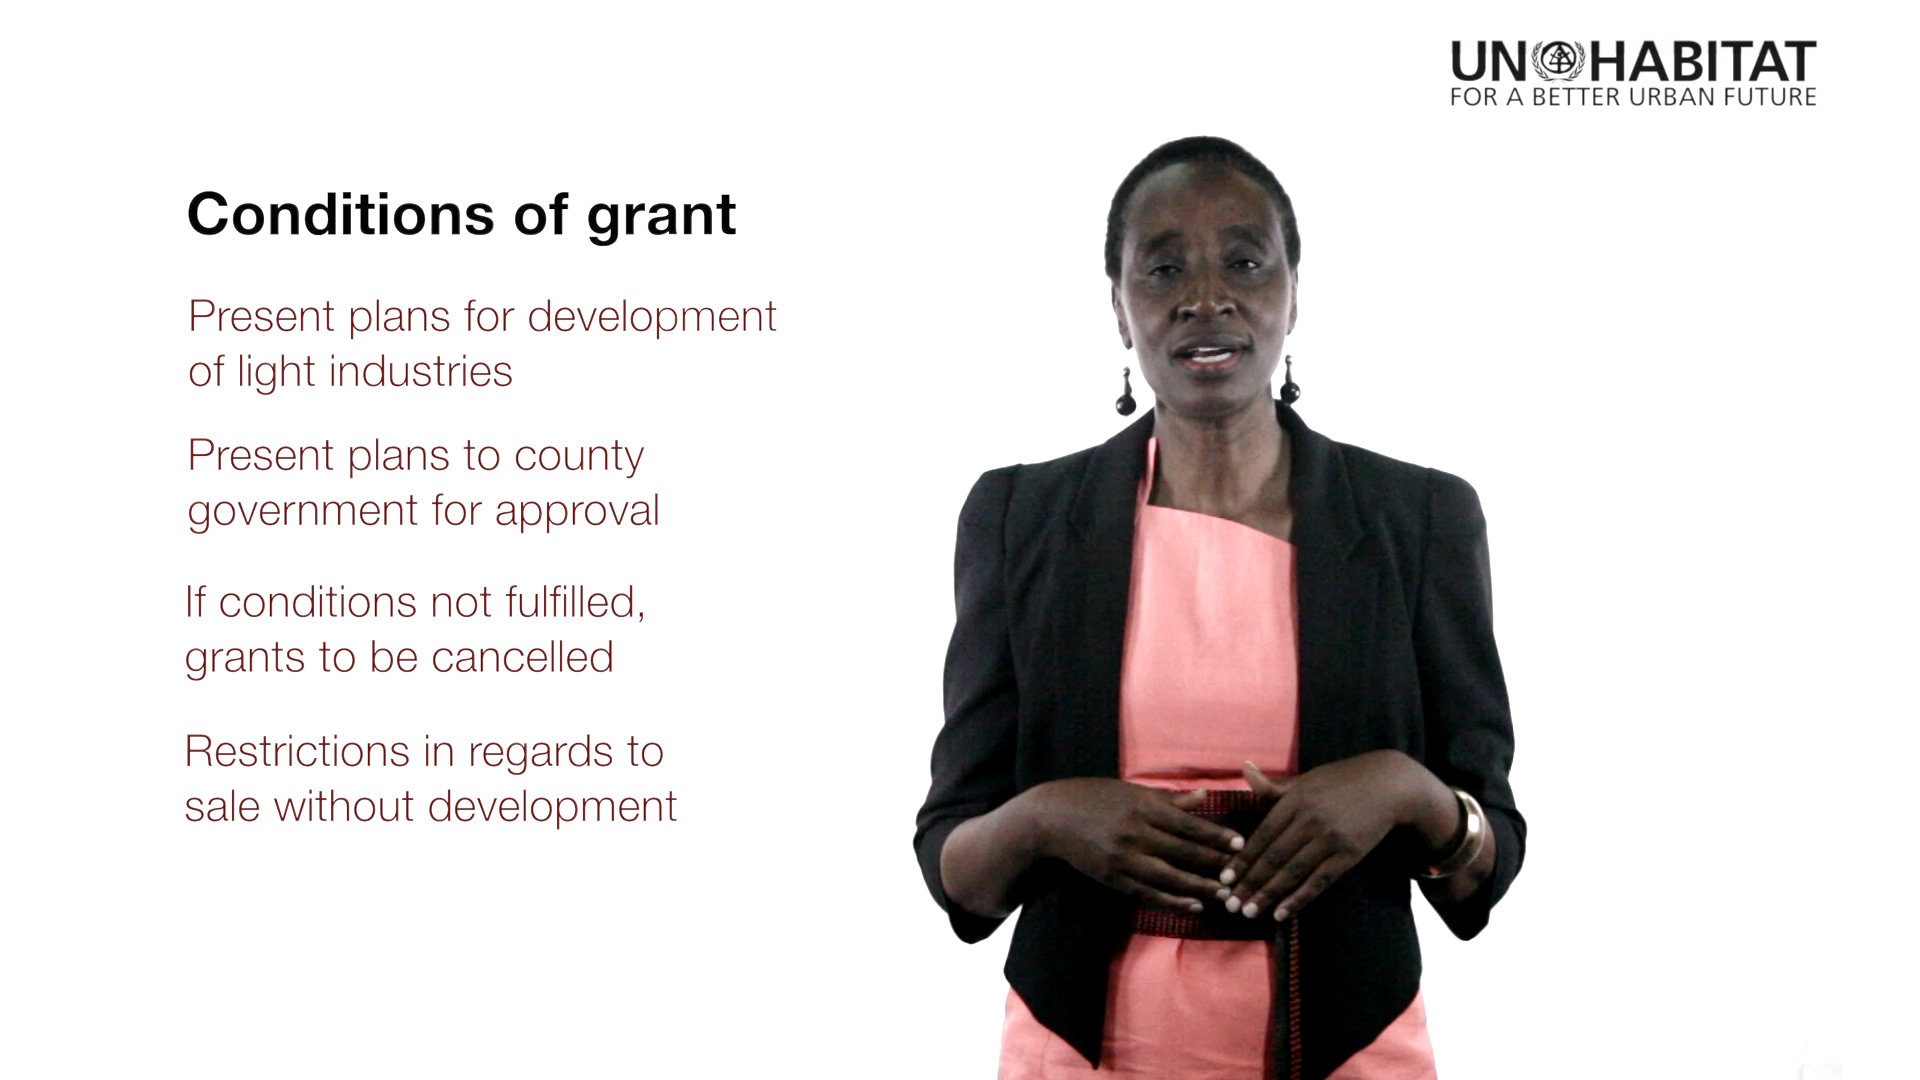 UN HABITAT
FOR A BETTER URBAN FUTURE
Conditions of grant
Present plans for development
of light industries
Present plans to county
government for approval
If conditions not fulfilled,
grants to be cancelled
Restrictions in regards to
sale without development